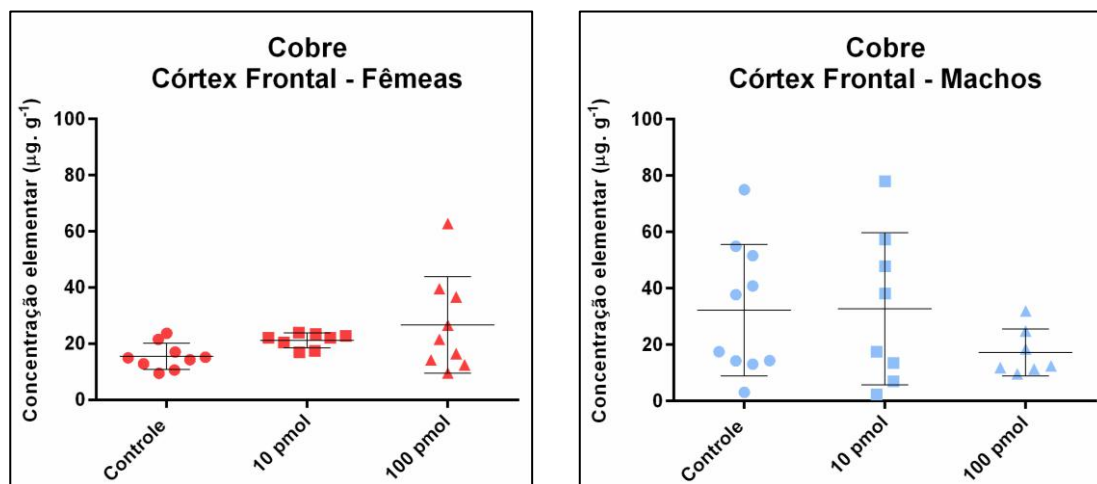 Cobre
Córtex Frontal - Fêmeas
Concentração elementar (µg. g⁻¹)
100
80
60
40
20
0
Controle
10 pmol
100 pmol
Cobre
Córtex Frontal - Machos
Concentração elementar (µg. g⁻¹)
100
80
60
40
20
0
Controle
10 pmol
100 pmol